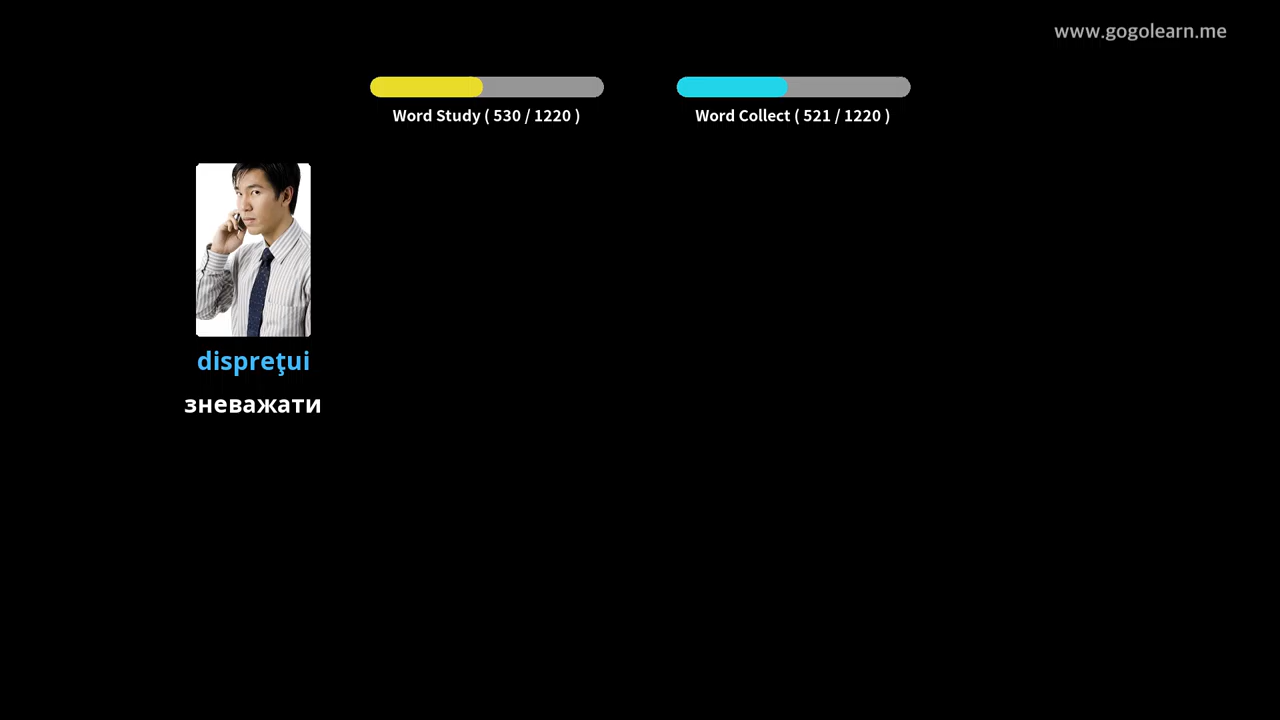 www.gogolearn.me
Word Study ( 530 / 1220 )
Word Collect ( 521 / 1220 )
dispreţui
зневажати